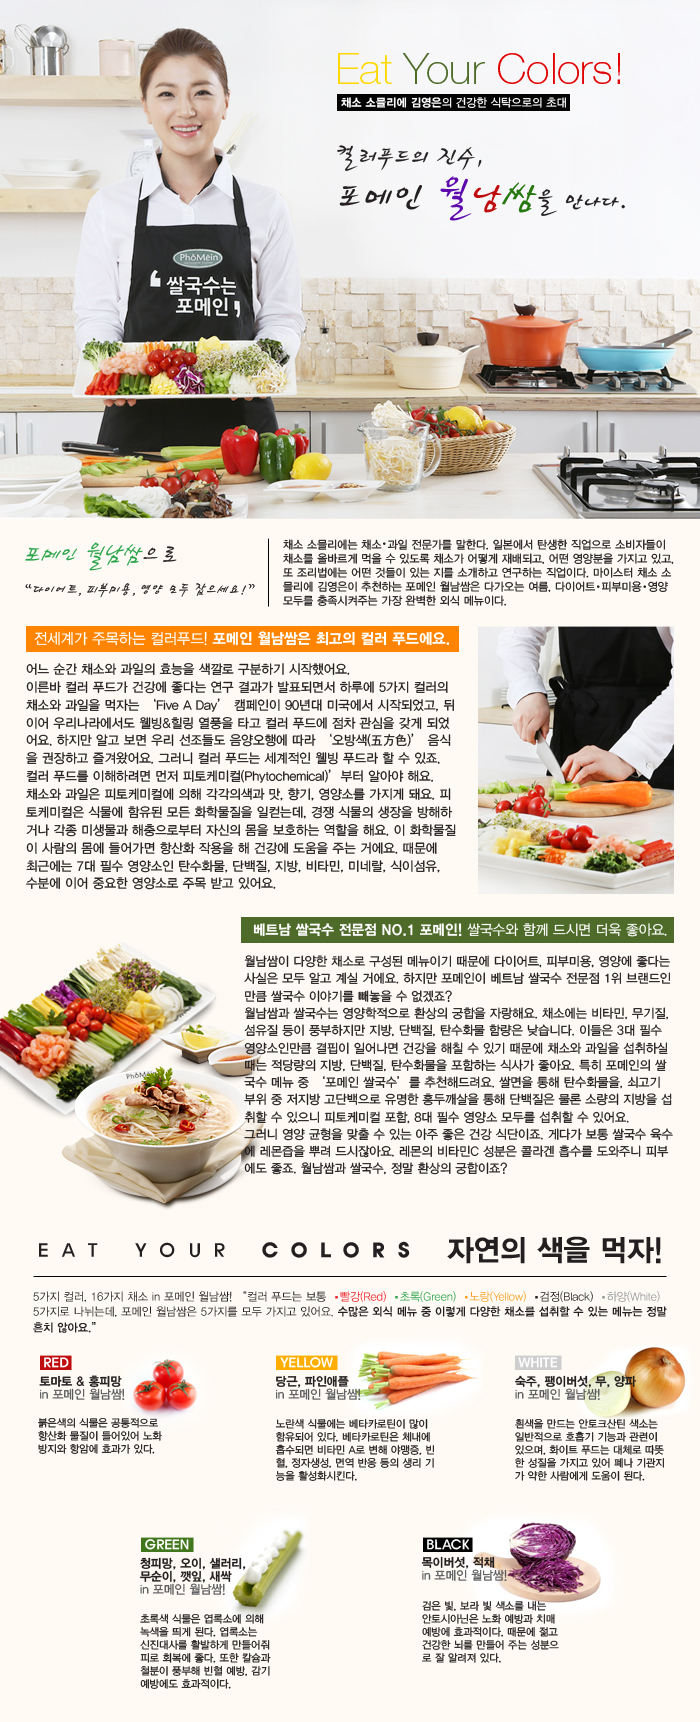 Eat Your Colors!
채소 소믈리에 김영은의 건강한 식탁으로의 초대
컬러푸드의 진수,
포메인 월남쌈을 만나다.
PhôMein
‘쌀국수는
포메인’
포메인 월남쌈으로
“다이어트, 피부미용, 영양 모두 잡으세요!”
채소 소믈리에는 채소·과일 전문가를 말한다. 일본에서 탄생한 직업으로 소비자들이
채소를 올바르게 먹을 수 있도록 채소가 어떻게 재배되고, 어떤 영양분을 가지고 있고,
또 조리법에는 어떤 것들이 있는 지를 소개하고 연구하는 직업이다. 마이스터 채소 소
믈리에 김영은이 추천하는 포메인 월남쌈은 다가오는 여름, 다이어트·피부미용·영양
모두를 충족시켜주는 가장 완벽한 외식 메뉴이다.
전세계가 주목하는 컬러푸드! 포메인 월남쌈은 최고의 컬러 푸드에요.
어느 순간 채소와 과일의 효능을 색깔로 구분하기 시작했어요.
이른바 컬러 푸드가 건강에 좋다는 연구 결과가 발표되면서 하루에 5가지 컬러의
채소와 과일을 먹자는 ‘Five A Day’ 캠페인이 90년대 미국에서 시작되었고, 뒤
이어 우리나라에서도 웰빙&힐링 열풍을 타고 컬러 푸드에 점차 관심을 갖게 되었
어요. 하지만 알고 보면 우리 선조들도 음양오행에 따라 ‘오방색(五方色)’ 음식
을 권장하고 즐겨왔어요. 그러니 컬러 푸드는 세계적인 웰빙 푸드라 할 수 있죠.
컬러 푸드를 이해하려면 먼저 피토케미컬(Phytochemical)’ 부터 알아야 해요.
채소와 과일은 피토케미컬에 의해 각각의색과 맛, 향기, 영양소를 가지게 돼요. 피
토케미컬은 식물에 함유된 모든 화학물질을 일컫는데, 경쟁 식물의 생장을 방해하
거나 각종 미생물과 해충으로부터 자신의 몸을 보호하는 역할을 해요. 이 화학물질
이 사람의 몸에 들어가면 항산화 작용을 해 건강에 도움을 주는 거에요. 때문에
최근에는 7대 필수 영양소인 탄수화물, 단백질, 지방, 비타민, 미네랄, 식이섬유,
수분에 이어 중요한 영양소로 주목 받고 있어요.
베트남 쌀국수 전문점 NO.1 포메인! 쌀국수와 함께 드시면 더욱 좋아요.
월남쌈이 다양한 채소로 구성된 메뉴이기 때문에 다이어트, 피부미용, 영양에 좋다는
사실은 모두 알고 계실 거에요. 하지만 포메인이 베트남 쌀국수 전문점 1위 브랜드인
만큼 쌀국수 이야기를 빼놓을 수 없겠죠?
월남쌈과 쌀국수는 영양학적으로 환상의 궁합을 자랑해요. 채소에는 비타민, 무기질,
섬유질 등이 풍부하지만 지방, 단백질, 탄수화물 함량은 낮습니다. 이들은 3대 필수
영양소인만큼 결핍이 일어나면 건강을 해칠 수 있기 때문에 채소와 과일을 섭취하실
때는 적당량의 지방, 단백질, 탄수화물을 포함하는 식사가 좋아요. 특히 포메인의 쌀
국수 메뉴 중 ‘포메인 쌀국수’를 추천해드려요. 쌀면을 통해 탄수화물을, 쇠고기
부위 중 저지방 고단백으로 유명한 홍두깨살을 통해 단백질은 물론 소량의 지방을 섭
취할 수 있으니 피토케미컬 포함, 8대 필수 영양소 모두를 섭취할 수 있어요.
그러니 영양 균형을 맞출 수 있는 아주 좋은 건강 식단이죠. 게다가 보통 쌀국수 육수
에 레몬즙을 뿌려 드시잖아요. 레몬의 비타민C 성분은 콜라겐 흡수를 도와주니 피부
에도 좋죠. 월남쌈과 쌀국수, 정말 환상의 궁합이죠?
PhôMein
EAT YOUR COLORS 자연의 색을 먹자!
5가지 컬러, 16가지 채소 in 포메인 월남쌈! “컬러 푸드는 보통 •빨강(Red) •초록(Green) •노랑(Yellow) •검정(Black) •하양(White)
5가지로 나뉘는데, 포메인 월남쌈은 5가지를 모두 가지고 있어요. 수많은 외식 메뉴 중 이렇게 다양한 채소를 섭취할 수 있는 메뉴는 정말
흔치 않아요.”
RED
토마토 & 홍피망
in 포메인 월남쌈!
붉은색의 식물은 공통적으로
항산화 물질이 들어있어 노화
방지와 항암에 효과가 있다.
YELLOW
당근, 파인애플
in 포메인 월남쌈!
노란색 식물에는 베타카로틴이 많이
함유되어 있다. 베타카로틴은 체내에
흡수되면 비타민 A로 변해 야맹증, 빈
혈, 정자생성, 면역 반응 등의 생리 기
능을 활성화시킨다.
WHITE
숙주, 팽이버섯, 무, 양파
in 포메인 월남쌈!
흰색을 만드는 안토크산틴 색소는
일반적으로 호흡기 기능과 관련이
있으며, 화이트 푸드는 대체로 따뜻
한 성질을 가지고 있어 폐나 기관지
가 약한 사람에게 도움이 된다.
GREEN
청피망, 오이, 샐러리,
무순이, 깻잎, 새싹
in 포메인 월남쌈!
초록색 식물은 엽록소에 의해
녹색을 띄게 된다. 엽록소는
신진대사를 활발하게 만들어줘
피로 회복에 좋다. 또한 칼슘과
철분이 풍부해 빈혈 예방, 감기
예방에도 효과적이다.
BLACK
목이버섯, 적채
in 포메인 월남쌈!
검은 빛, 보라 빛 색소를 내는
안토시아닌은 노화 예방과 치매
예방에 효과적이다. 때문에 젊고
건강한 뇌를 만들어 주는 성분으
로 잘 알려져 있다.